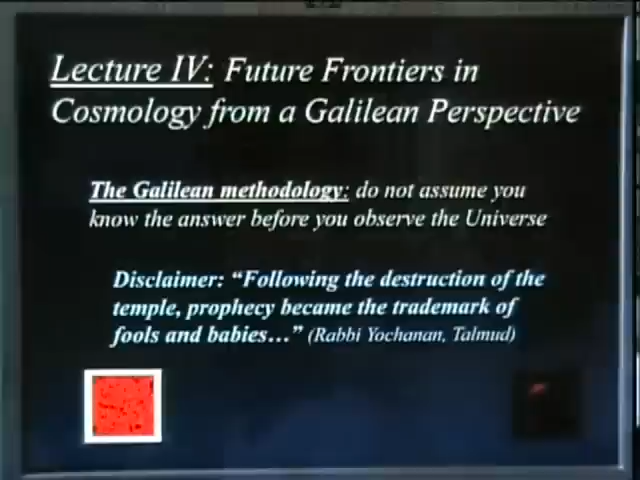 Lecture IV: Future Frontiers in
Cosmology from a Galilean Perspective
The Galilean methodology: do not assume you
know the answer before you observe the Universe
Disclaimer: “Following the destruction of the
temple, prophecy became the trademark of
fools and babies…” (Rabbi Yochanan, Talmud)